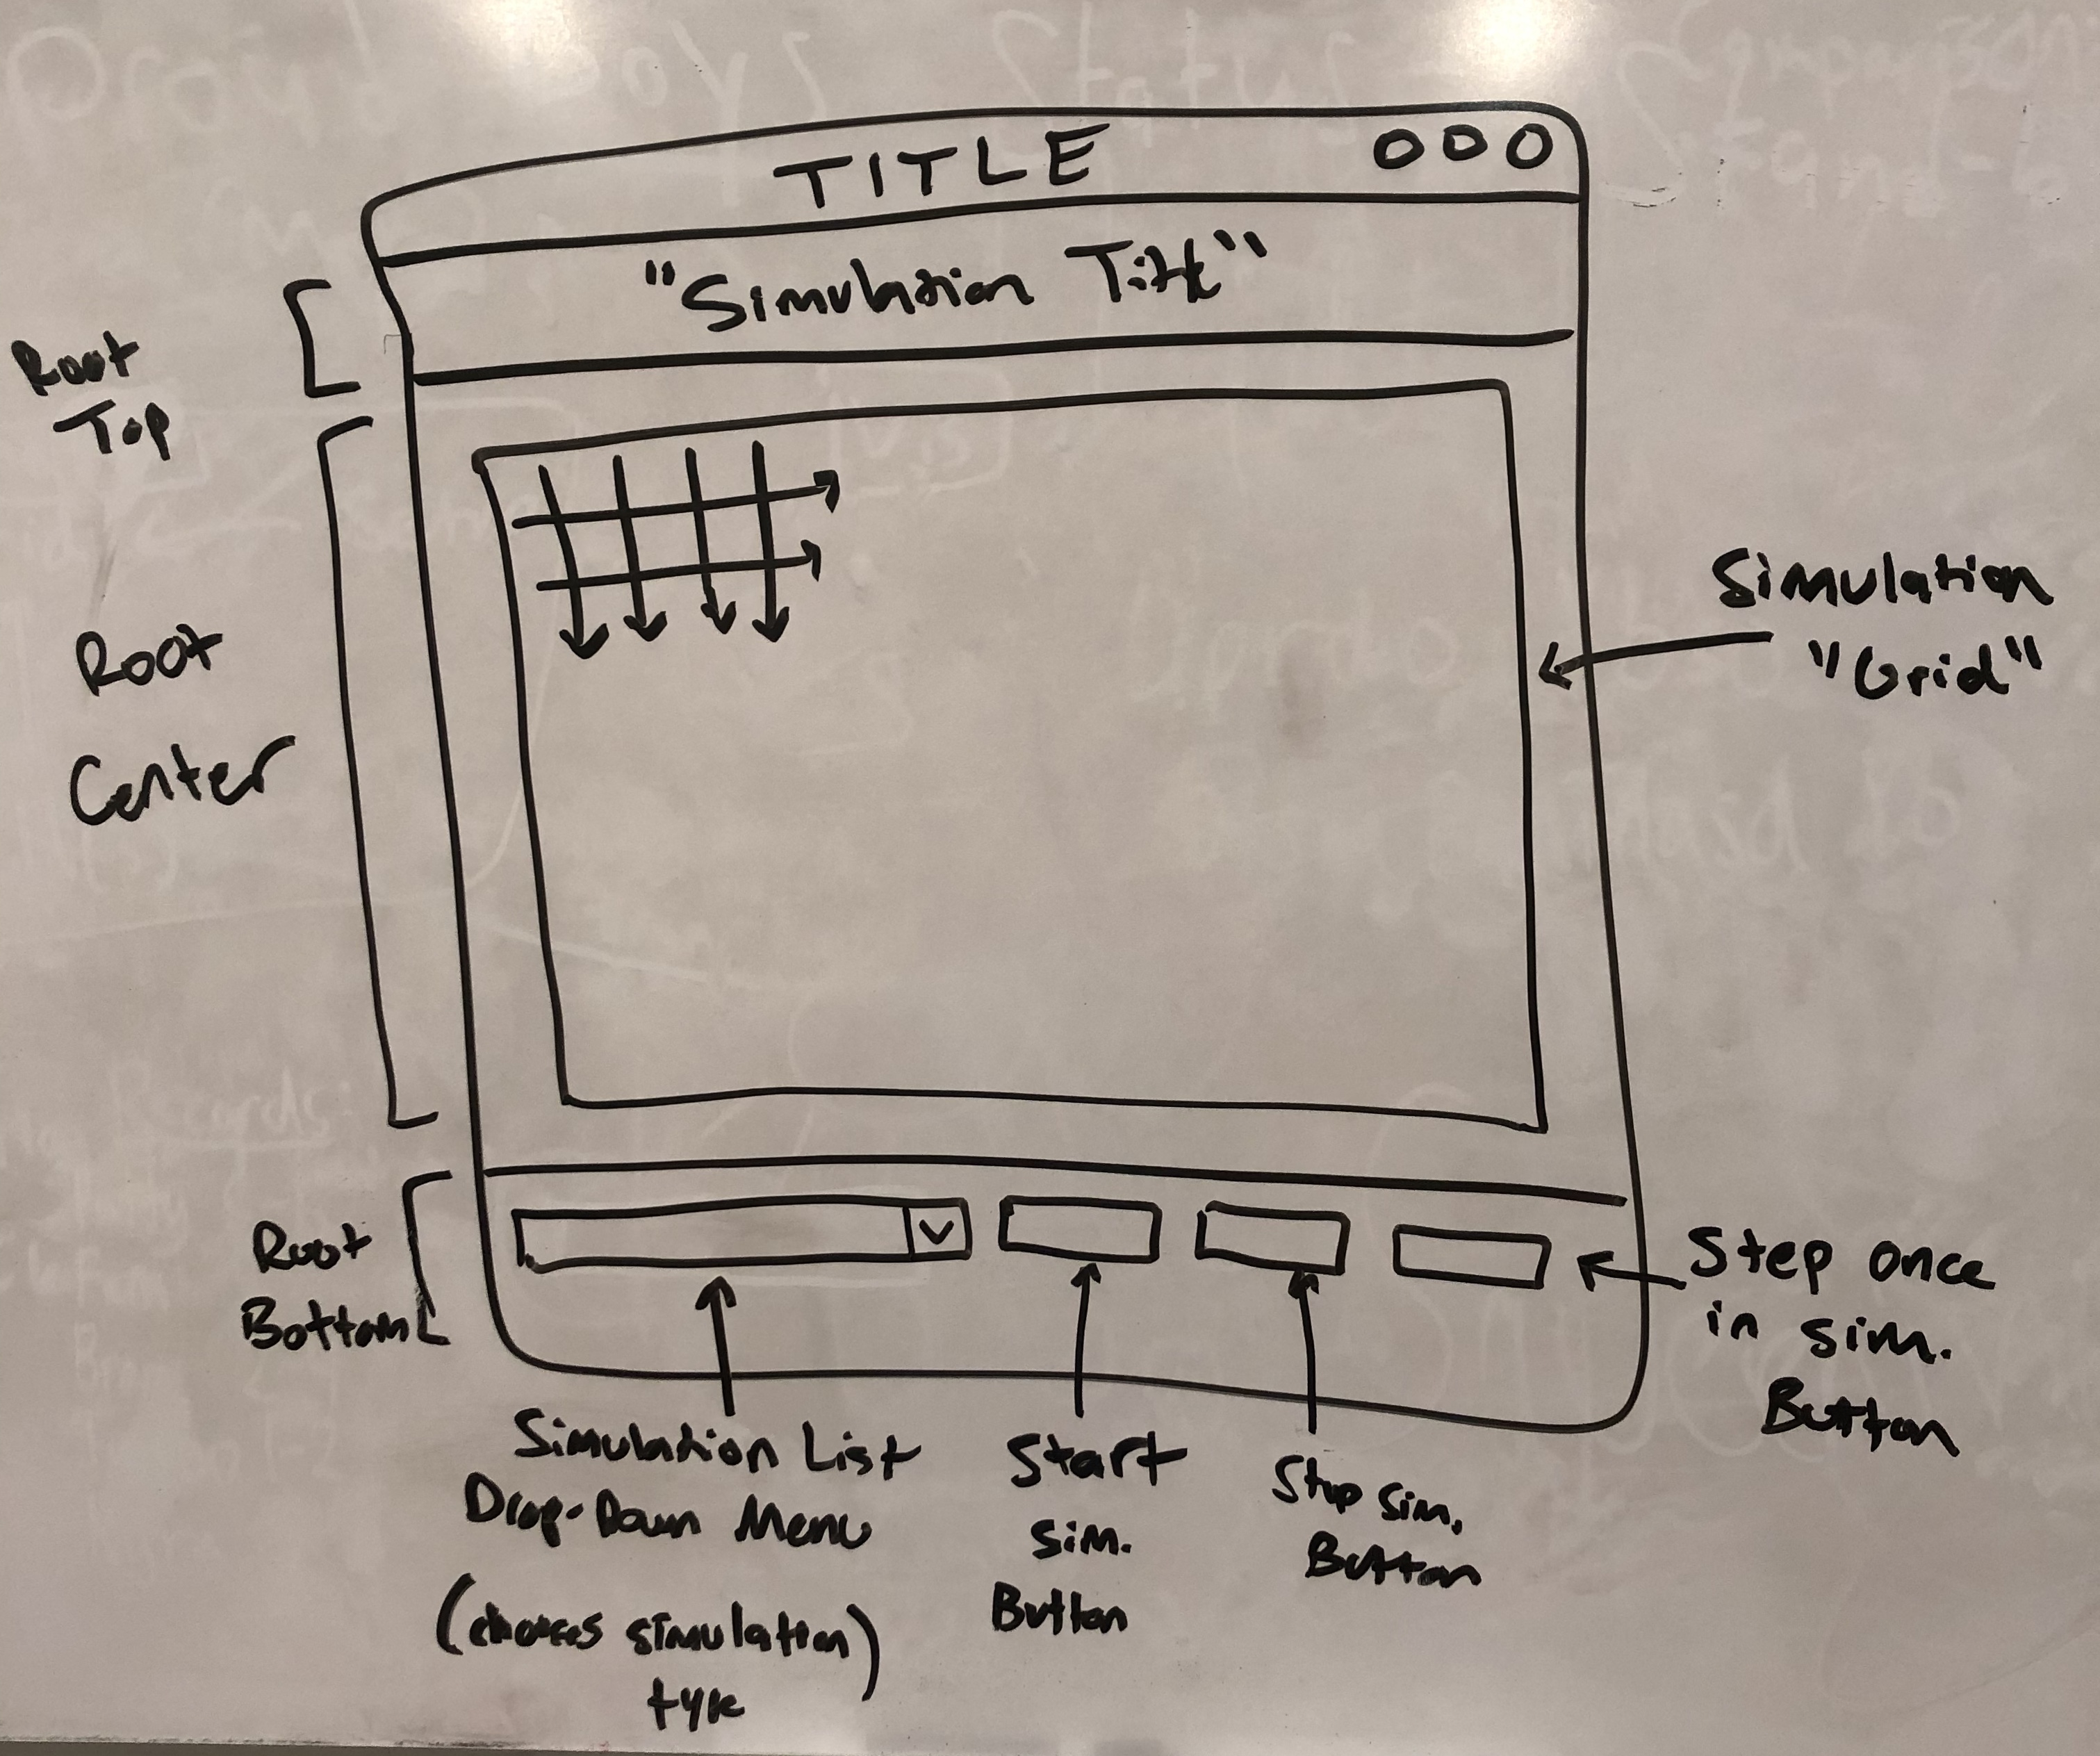 TITLE
"Simulation Title"
Root
Top
Root
Center
Simulation
"Grid"
Root
Bottom
Step once
in sim.
Button
Simulation List
Drop-Down Menu
(chooses simulation)
type
Start
sim.
Button
Stop sim.
Button